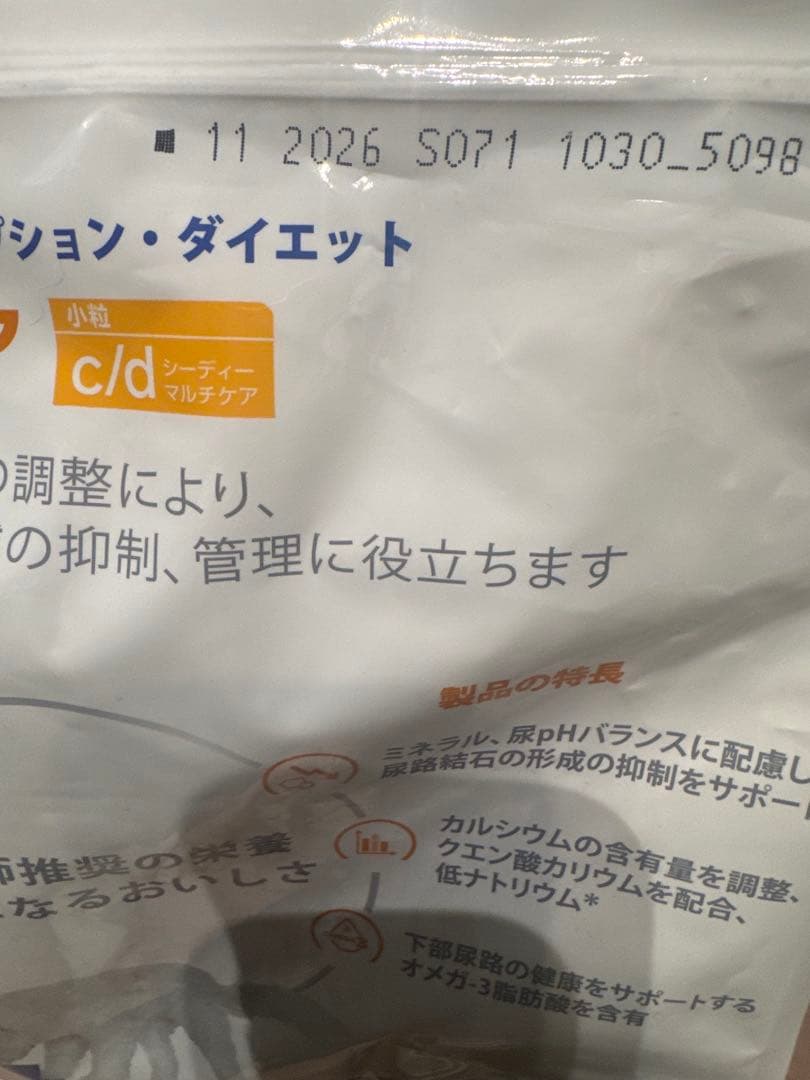 11 2026 S071 1030_5098
ション・ダイエット
小粒
c/d シーディー
マルチケア
の調整により、
の抑制、管理に役立ちます
製品の特長
ミネラル、尿pHバランスに配慮し
尿路結石の形成の抑制をサポート
カルシウムの含有量を調整、
クエン酸カリウムを配合、
低ナトリウム*
師推奨の栄養
なるおいしさ
下部尿路の健康をサポートする
オメガ-3脂肪酸を含有